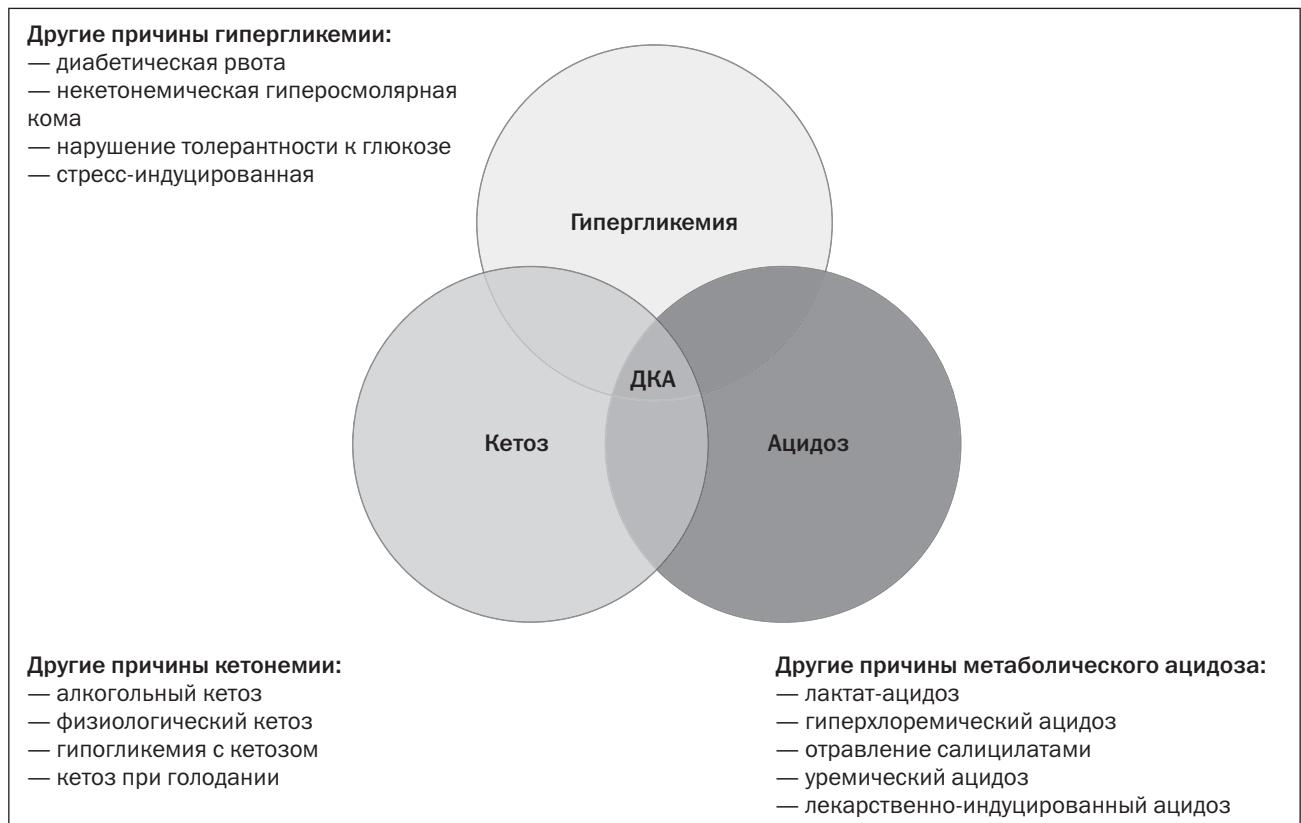 Другие причины гипергликемии:
— диабетическая рвота
— некетонемическая гиперосмолярная
кома
— нарушение толерантности к глюкозе
— стресс-индуцированная
Гипергликемия
ДКА
Кетоз
Ацидоз
Другие причины кетонемии:
— алкогольный кетоз
— физиологический кетоз
— гипогликемия с кетозом
— кетоз при голодании
Другие причины метаболического ацидоза:
— лактат-ацидоз
— гиперхлоремический ацидоз
— отравление салицилатами
— уремический ацидоз
— лекарственно-индуцированный ацидоз